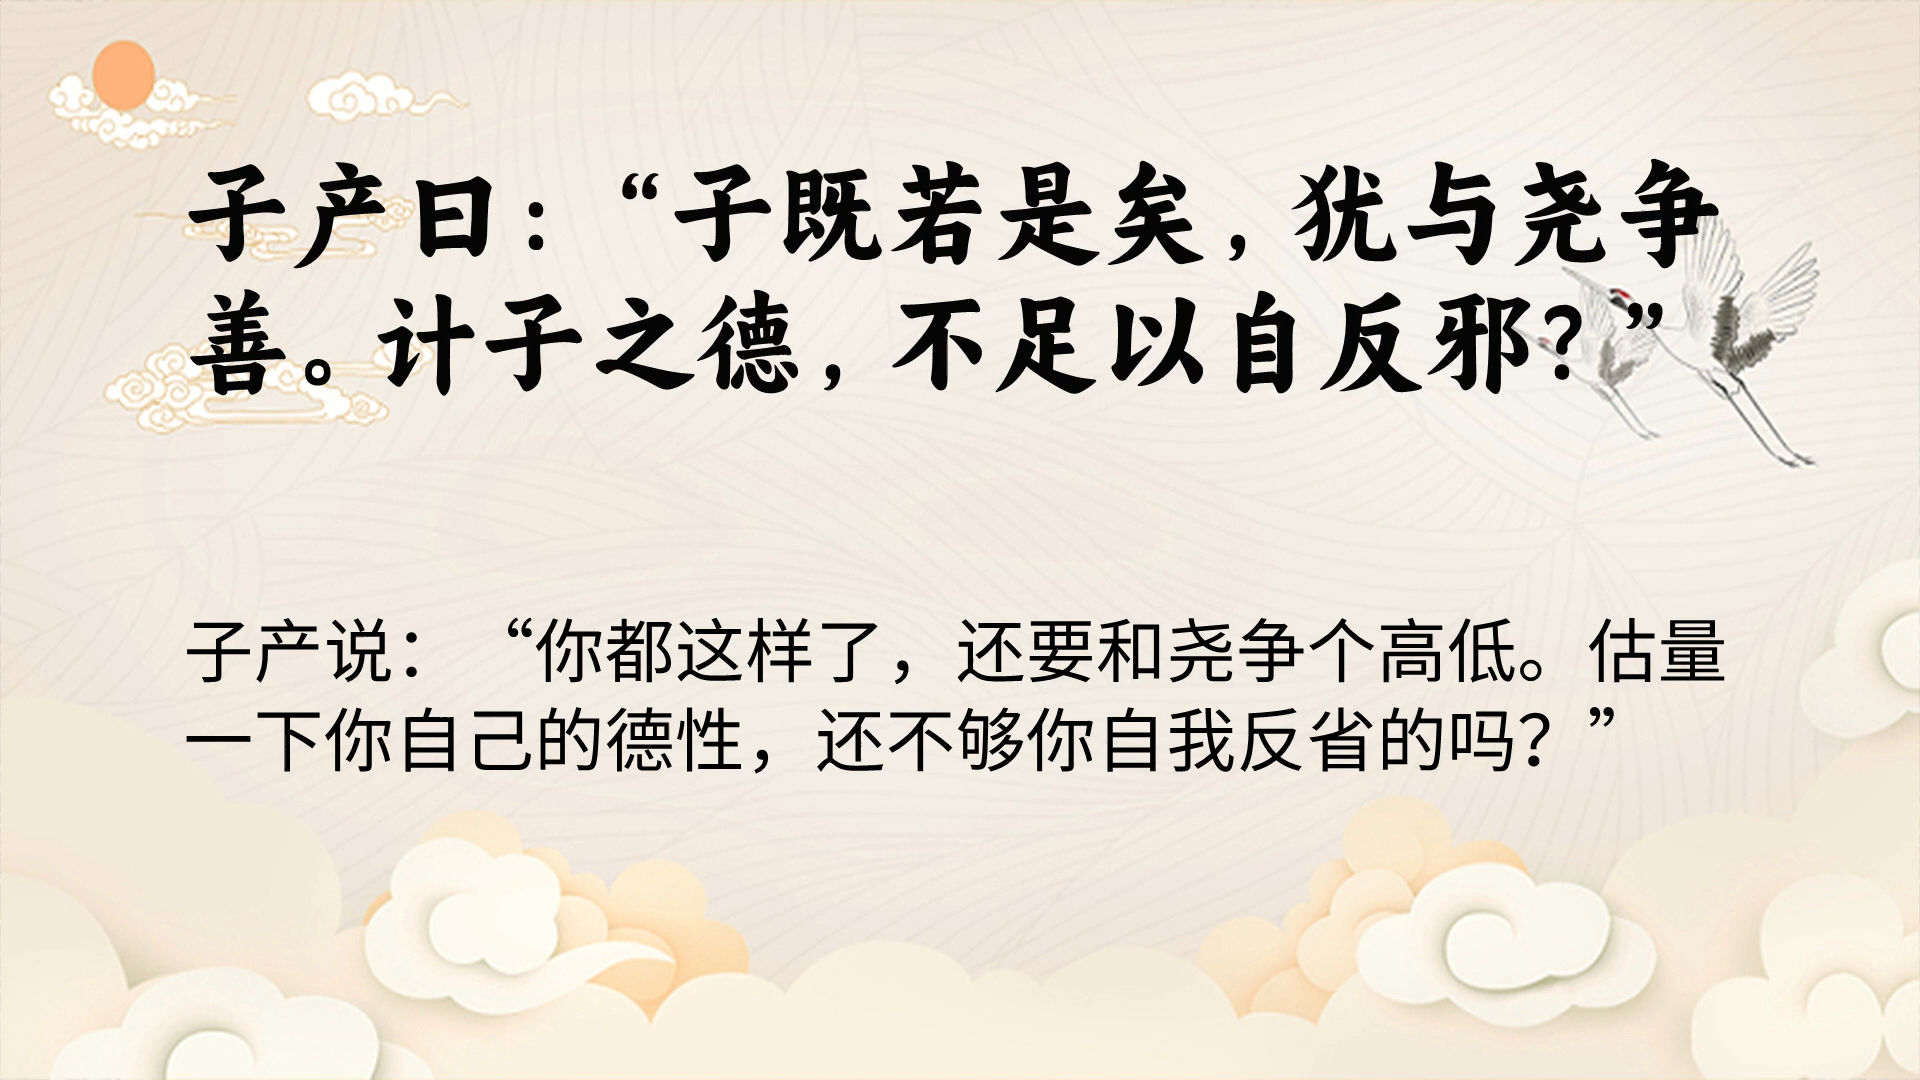 子产曰：“子既若是矣，犹与尧争
善。计子之德，不足以自反邪？”
子产说：“你都这样了，还要和尧争个高低。估量
一下你自己的德性，还不够你自我反省的吗？”